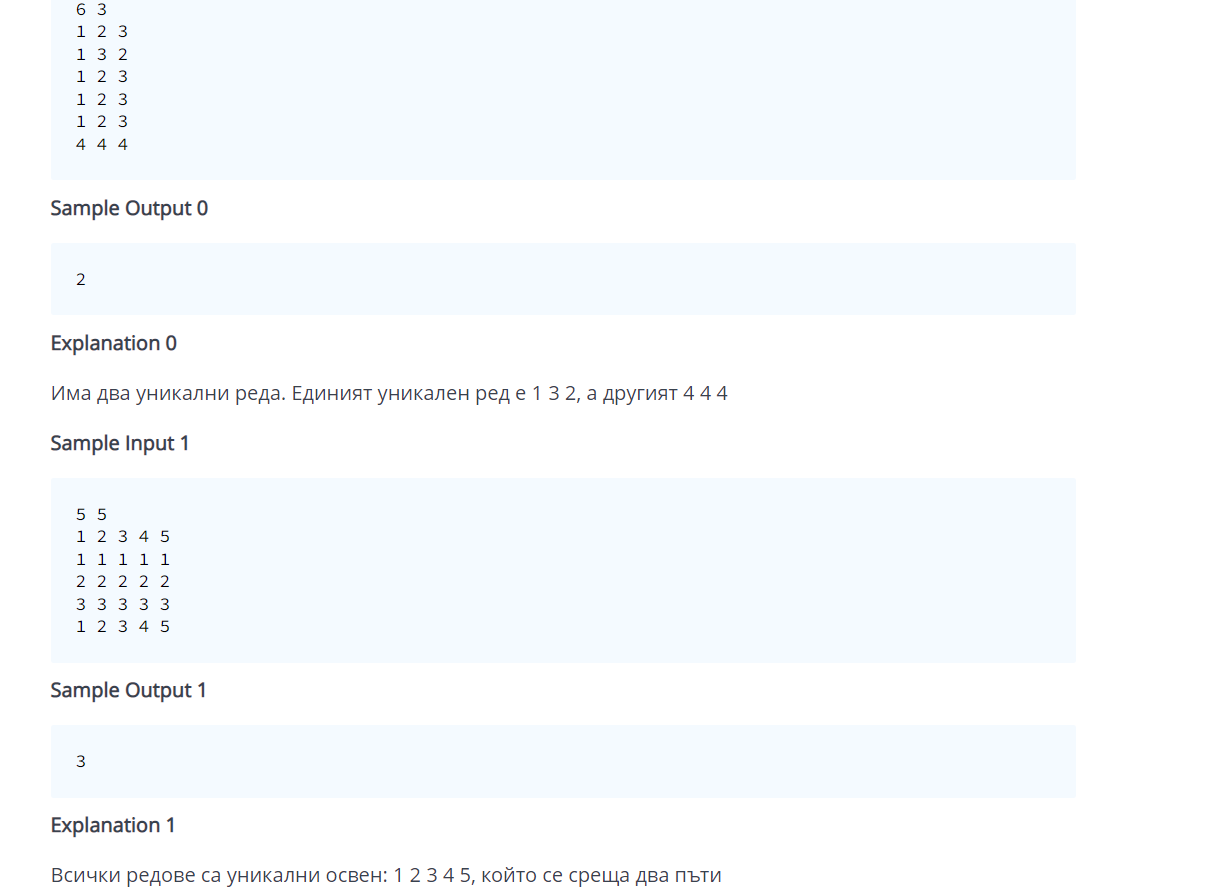 6 3
1 2 3
1 3 2
1 2 3
1 2 3
1 2 3
4 4 4
Sample Output 0
2
Explanation 0
Има два уникални реда. Единият уникален ред е 1 3 2, а другият 4 4 4
Sample Input 1
5 5
1 2 3 4 5
1 1 1 1 1
2 2 2 2 2
3 3 3 3 3
1 2 3 4 5
Sample Output 1
3
Explanation 1
Всички редове са уникални освен: 1 2 3 4 5, който се среща два пъти